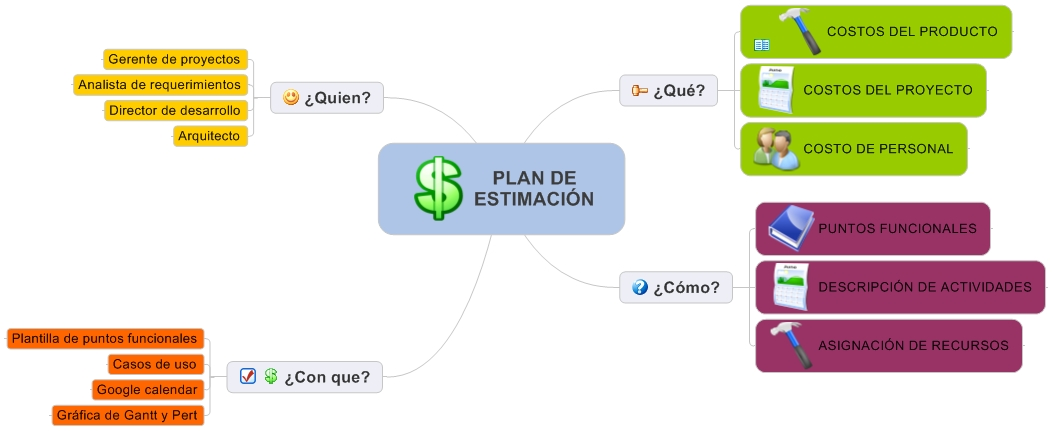 PLAN DE
ESTIMACIÓN
¿Quien?
Gerente de proyectos
Analista de requerimientos
Director de desarrollo
Arquitecto
¿Qué?
COSTOS DEL PRODUCTO
COSTOS DEL PROYECTO
COSTO DE PERSONAL
¿Cómo?
PUNTOS FUNCIONALES
DESCRIPCIÓN DE ACTIVIDADES
ASIGNACIÓN DE RECURSOS
¿Con que?
Plantilla de puntos funcionales
Casos de uso
Google calendar
Gráfica de Gantt y Pert